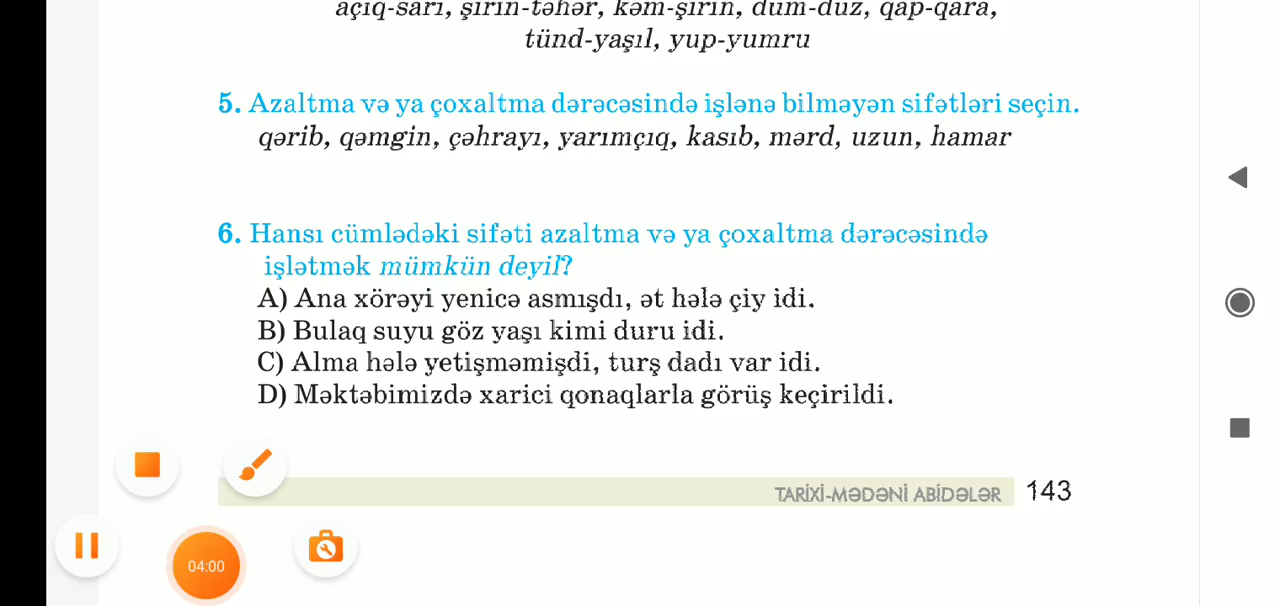 açıq-sarı, şirin-təhər, kəm-şirin, düm-düz, qap-qara,
tünd-yaşıl, yup-yumru
5. Azaltma və ya çoxaltma dərəcəsində işlənə bilməyən sifətləri seçin.
qərib, qəmgin, çəhrayı, yarımçıq, kasıb, mərd, uzun, hamar
6. Hansı cümlədəki sifəti azaltma və ya çoxaltma dərəcəsində
işlətmək mümkün deyil?
A) Ana xörəyi yenicə asmışdı, ət hələ çiy idi.
B) Bulaq suyu göz yaşı kimi duru idi.
C) Alma hələ yetişməmişdi, turş dadı var idi.
D) Məktəbimizdə xarici qonaqlarla görüş keçirildi.
TARİXİ-MƏDƏNİ ABİDƏLƏR 143
04:00